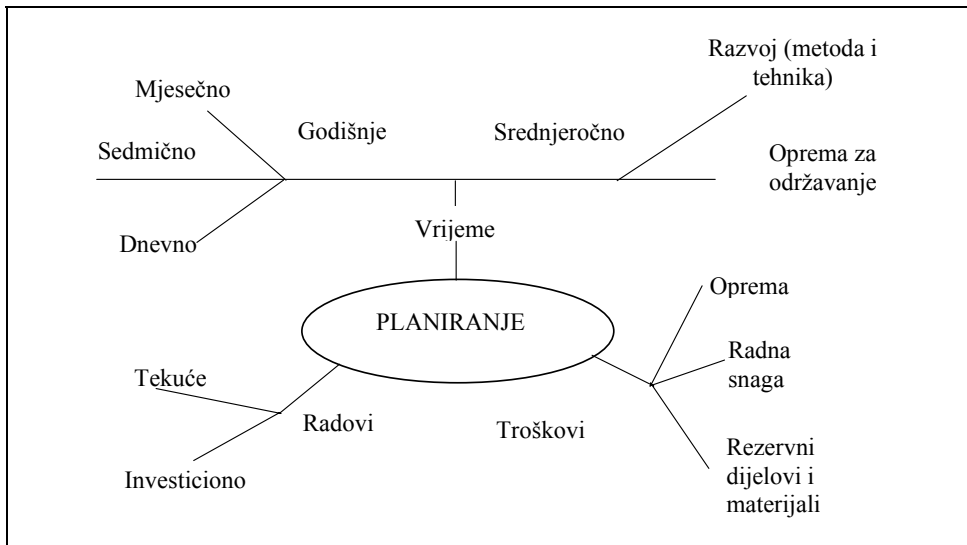 Razvoj (metoda i
tehnika)
Mjesečno
Godišnje
Srednjeročno
Sedmično
Oprema za
održavanje
Dnevno
Vrijeme
Oprema
PLANIRANJE
Radna
snaga
Tekuće
Radovi
Troškovi
Rezervni
dijelovi i
materijali
Investiciono